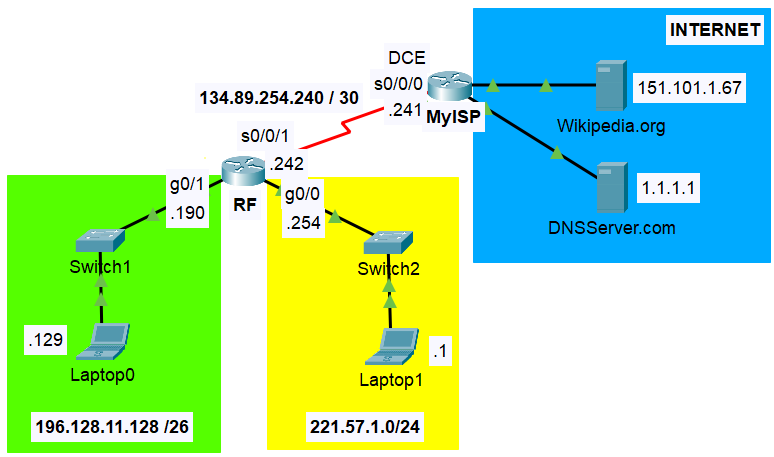 INTERNET
DCE
s0/0/0
134.89.254.240 / 30
.241
MyISP
151.101.1.67
Wikipedia.org
s0/0/1
.242
g0/1
.190
RF
g0/0
.254
1.1.1.1
DNSServer.com
Switch1
Switch2
.129
.1
Laptop0
Laptop1
196.128.11.128 /26
221.57.1.0/24